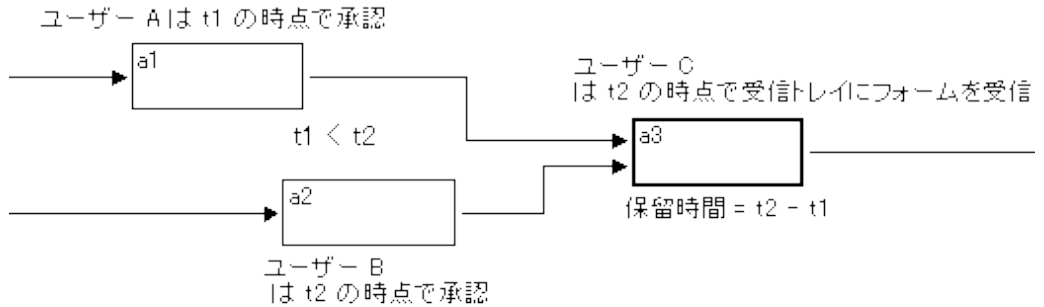 ユーザー A は t1 の時点で承認
a1
ユーザー C
は t2 の時点で受信トレイにフォームを受信
t1 < t2
a3
a2
保留時間 = t2 - t1
ユーザー B
は t2 の時点で承認